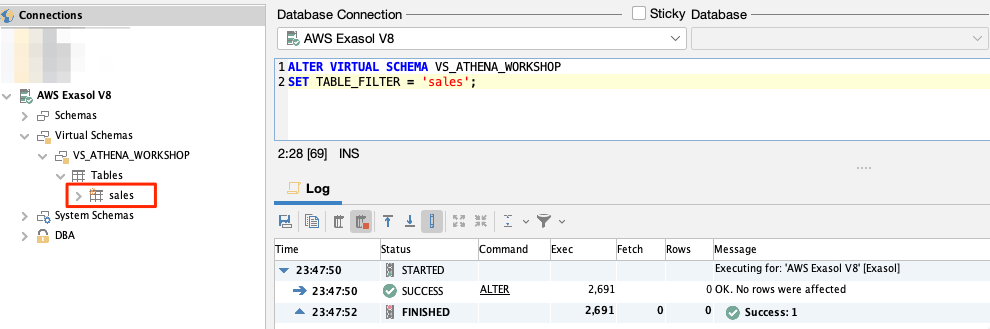 Connections
AWS Exasol V8
Schemas
Virtual Schemas
VS_ATHENA_WORKSHOP
Tables
sales
System Schemas
DBA
Database Connection
Sticky Database
AWS Exasol V8
1 ALTER VIRTUAL SCHEMA VS_ATHENA_WORKSHOP
2 SET TABLE_FILTER = 'sales';
2:28 [69] INS
Log
Time Status Command Exec Fetch Rows Message
23:47:50 STARTED Executing for: 'AWS Exasol V8' [Exasol]
23:47:50 SUCCESS ALTER 2,691 0 OK. No rows were affected
23:47:52 FINISHED 2,691 0 0 Success: 1